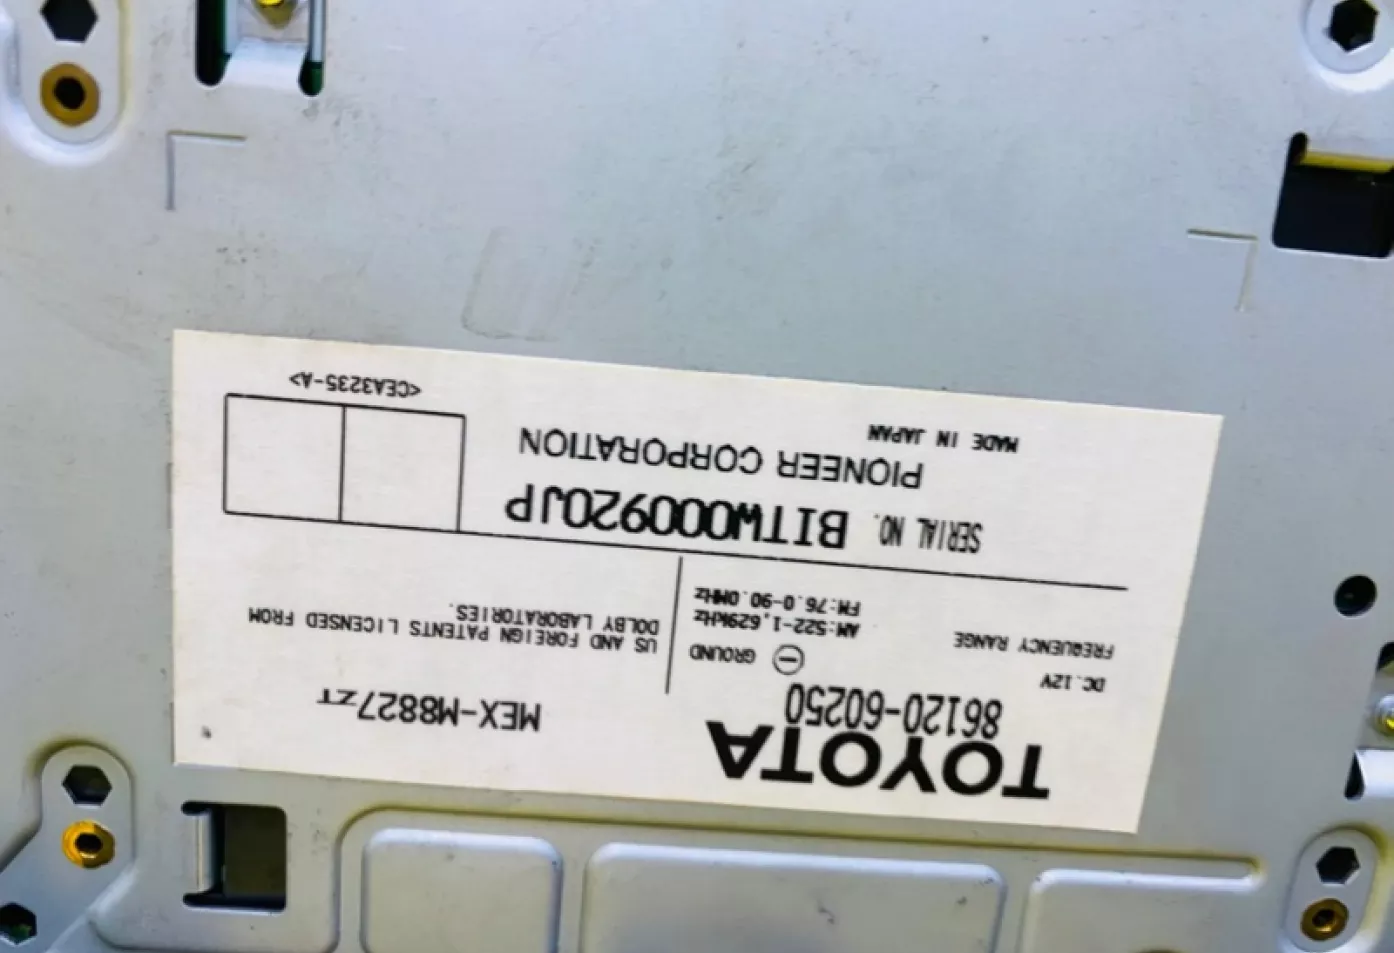 TOYOTA
86120-60250
MEX-M8827ZT
DC.12V
GROUND
FREQUENCY RANGE
AM:522-1,629kHz
FM:76.0-90.0MHz
US AND FOREIGN PATENTS LICENSED FROM
DOLBY LABORATORIES.
SERIAL NO. BITW000920JP
PIONEER CORPORATION
MADE IN JAPAN
<CEA3235-A>